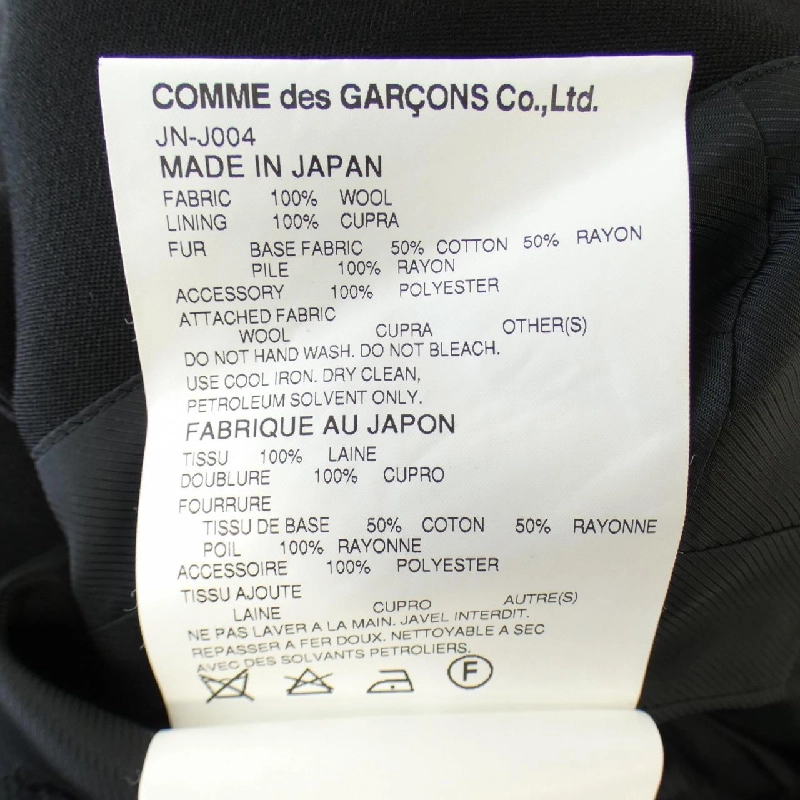 COMME des GARÇONS Co.,Ltd.
JN-J004
MADE IN JAPAN
FABRIC 100% WOOL
LINING 100% CUPRA
FUR BASE FABRIC 50% COTTON 50% RAYON
PILE 100% RAYON
ACCESSORY 100% POLYESTER
ATTACHED FABRIC
WOOL CUPRA OTHER(S)
DO NOT HAND WASH. DO NOT BLEACH.
USE COOL IRON. DRY CLEAN,
PETROLEUM SOLVENT ONLY.
FABRIQUE AU JAPON
TISSU 100% LAINE
DOUBLURE 100% CUPRO
FOURRURE
TISSU DE BASE 50% COTON 50% RAYONNE
POIL 100% RAYONNE
ACCESSOIRE 100% POLYESTER
TISSU AJOUTE
LAINE CUPRO AUTRE(S)
NE PAS LAVER A LA MAIN. JAVEL INTERDIT.
REPASSER A FER DOUX. NETTOYABLE A SEC
AVEC DES SOLVANTS PETROLIERS.
F